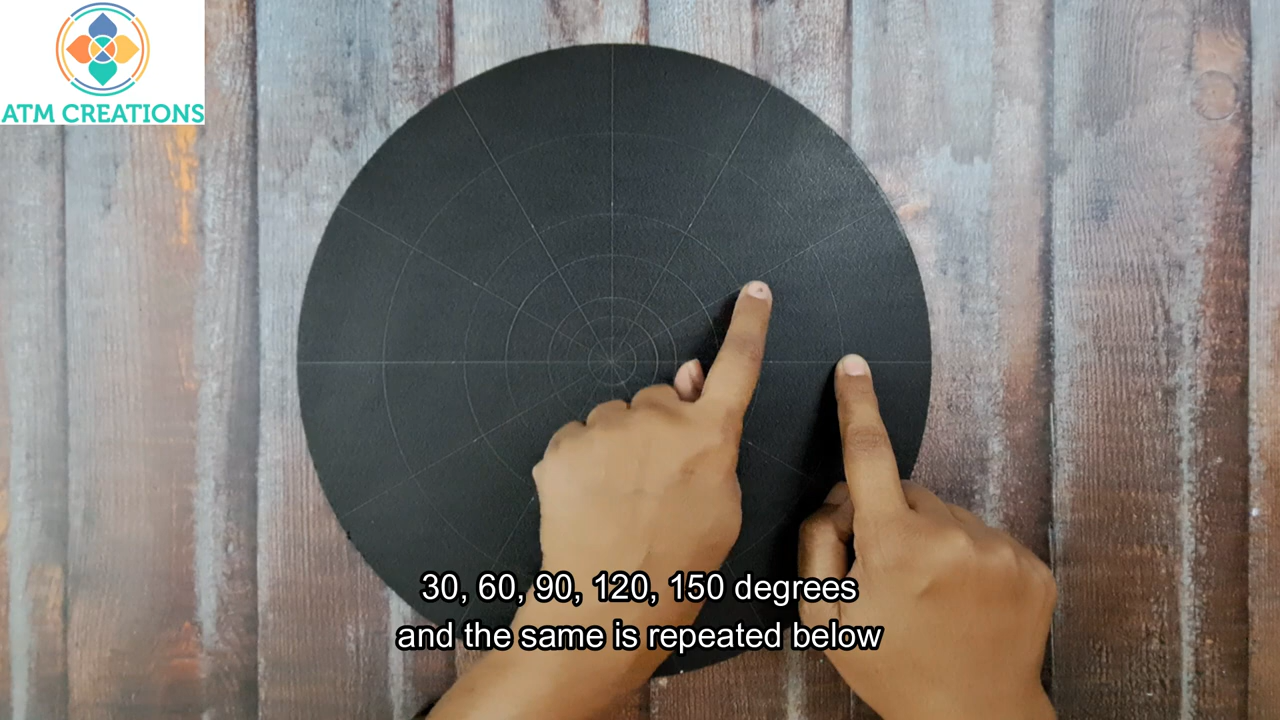 ATM CREATIONS
30, 60, 90, 120, 150 degrees
and the same is repeated below